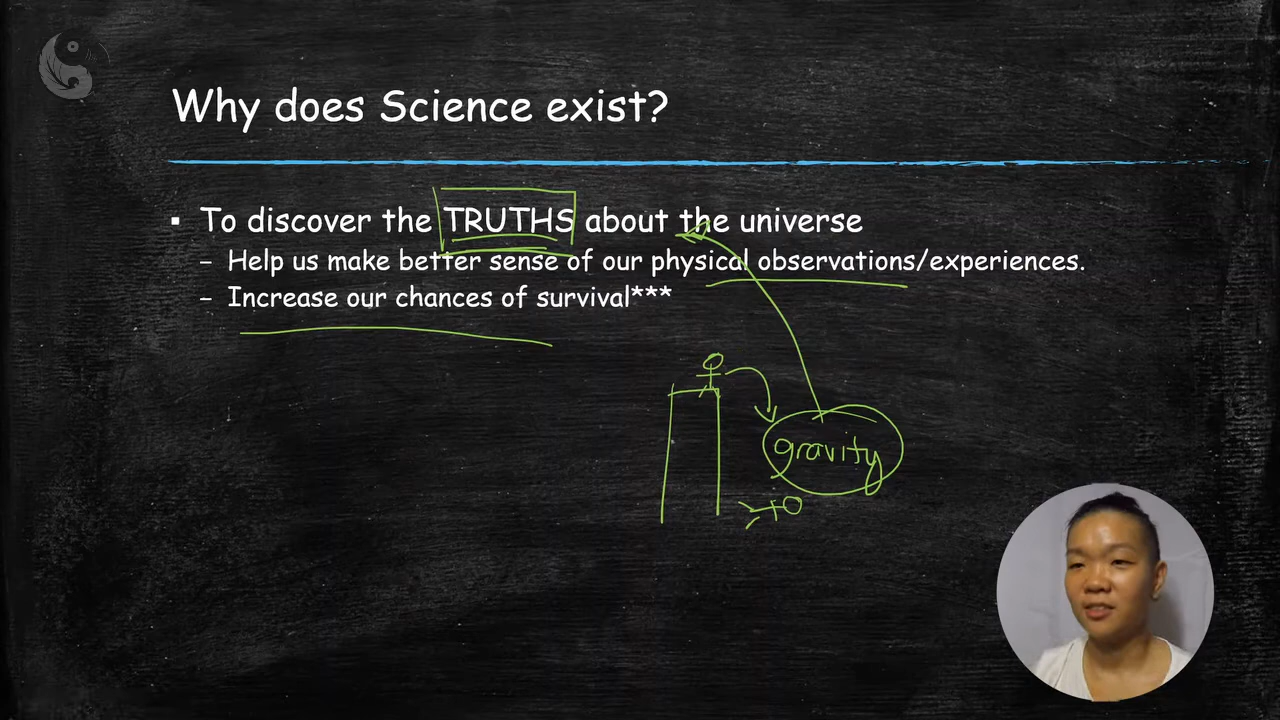 Why does Science exist?
▪ To discover the TRUTHS about the universe
– Help us make better sense of our physical observations/experiences.
– Increase our chances of survival***
gravity